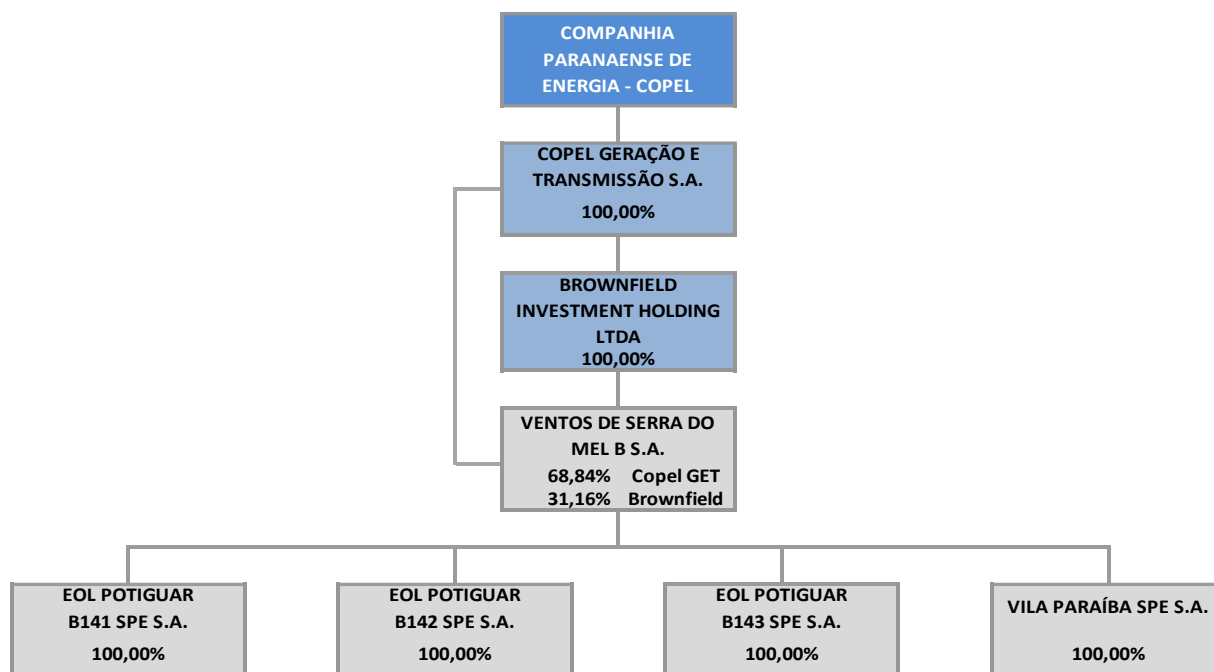 COMPANHIA
PARANAENSE DE
ENERGIA - COPEL
COPEL GERAÇÃO E
TRANSMISSÃO S.A.
100,00%
BROWNFIELD
INVESTMENT HOLDING
LTDA
100,00%
VENTOS DE SERRA DO
MEL B S.A.
68,84% Copel GET
31,16% Brownfield
EOL POTIGUAR
B141 SPE S.A.
100,00%
EOL POTIGUAR
B142 SPE S.A.
100,00%
EOL POTIGUAR
B143 SPE S.A.
100,00%
VILA PARAÍBA SPE S.A.
100,00%